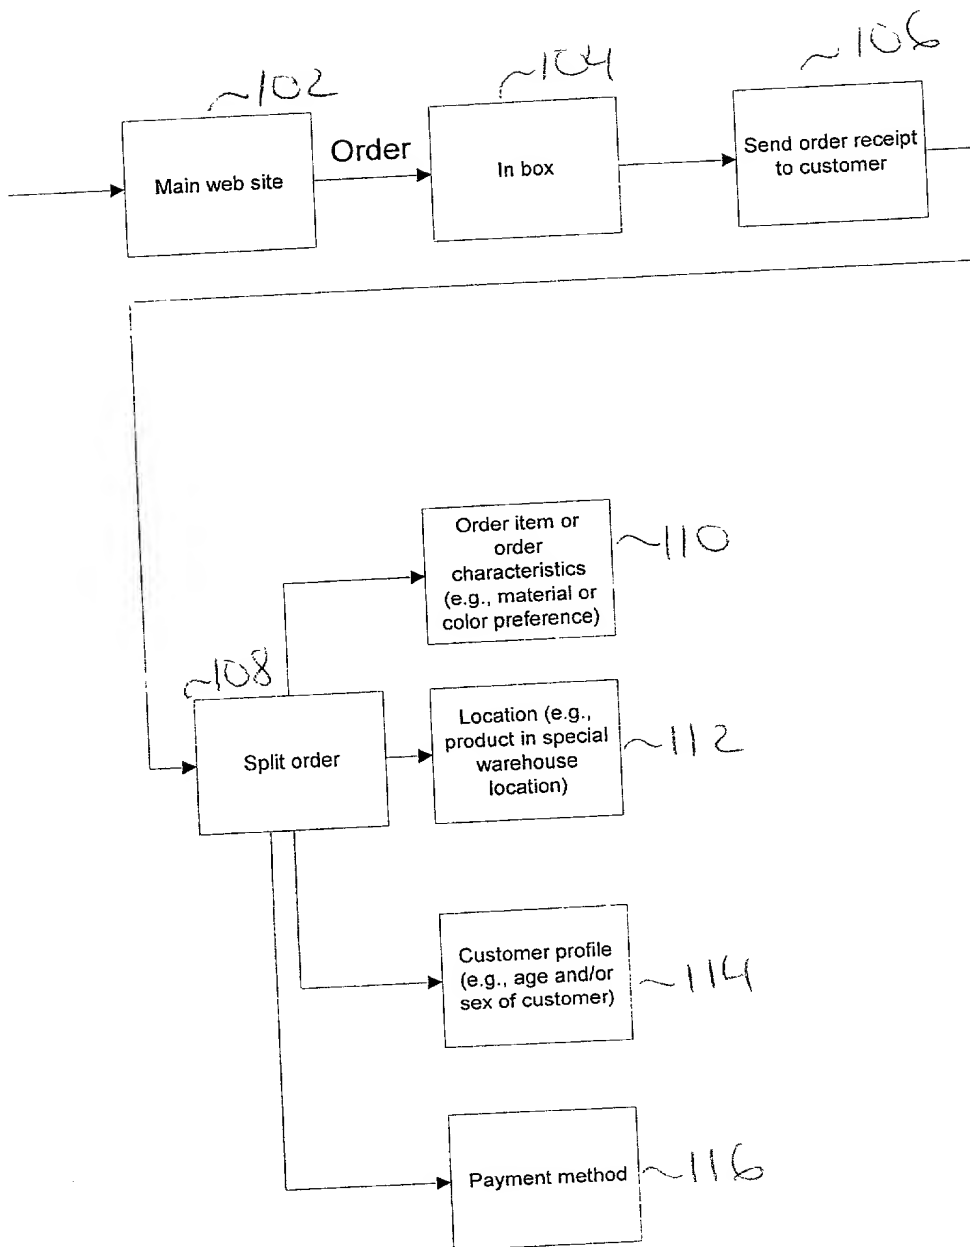 ~102
~104
~106
Main web site
Order
In box
Send order receipt
to customer
Order item or
order
characteristics
(e.g., material or
color preference)
~110
~108
Split order
Location (e.g.,
product in special
warehouse
location)
~112
Customer profile
(e.g., age and/or
sex of customer)
~114
Payment method
~116